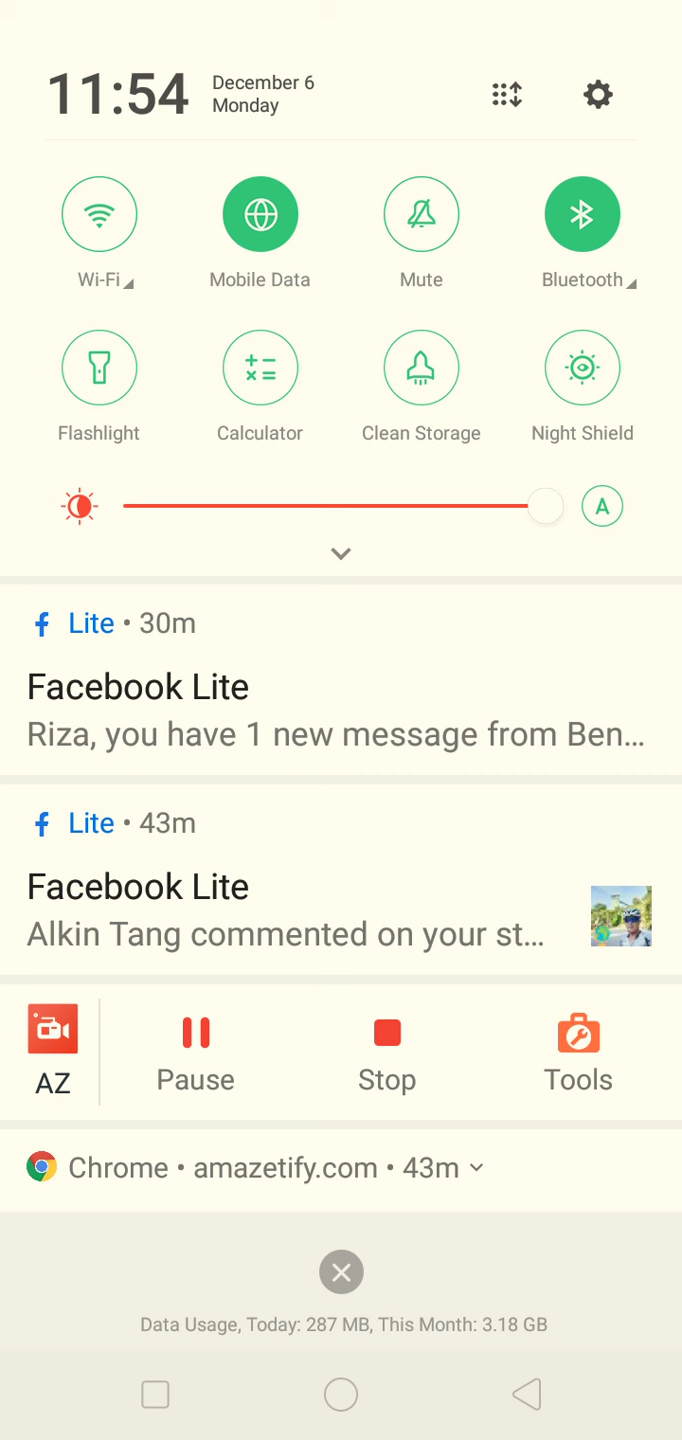 11:54
December 6
Monday
Wi-Fi
Mobile Data
Mute
Bluetooth
Flashlight
Calculator
Clean Storage
Night Shield
A
Lite • 30m
Facebook Lite
Riza, you have 1 new message from Ben...
Lite • 43m
Facebook Lite
Alkin Tang commented on your st...
AZ
Pause
Stop
Tools
Chrome • amazetify.com • 43m
Data Usage, Today: 287 MB, This Month: 3.18 GB